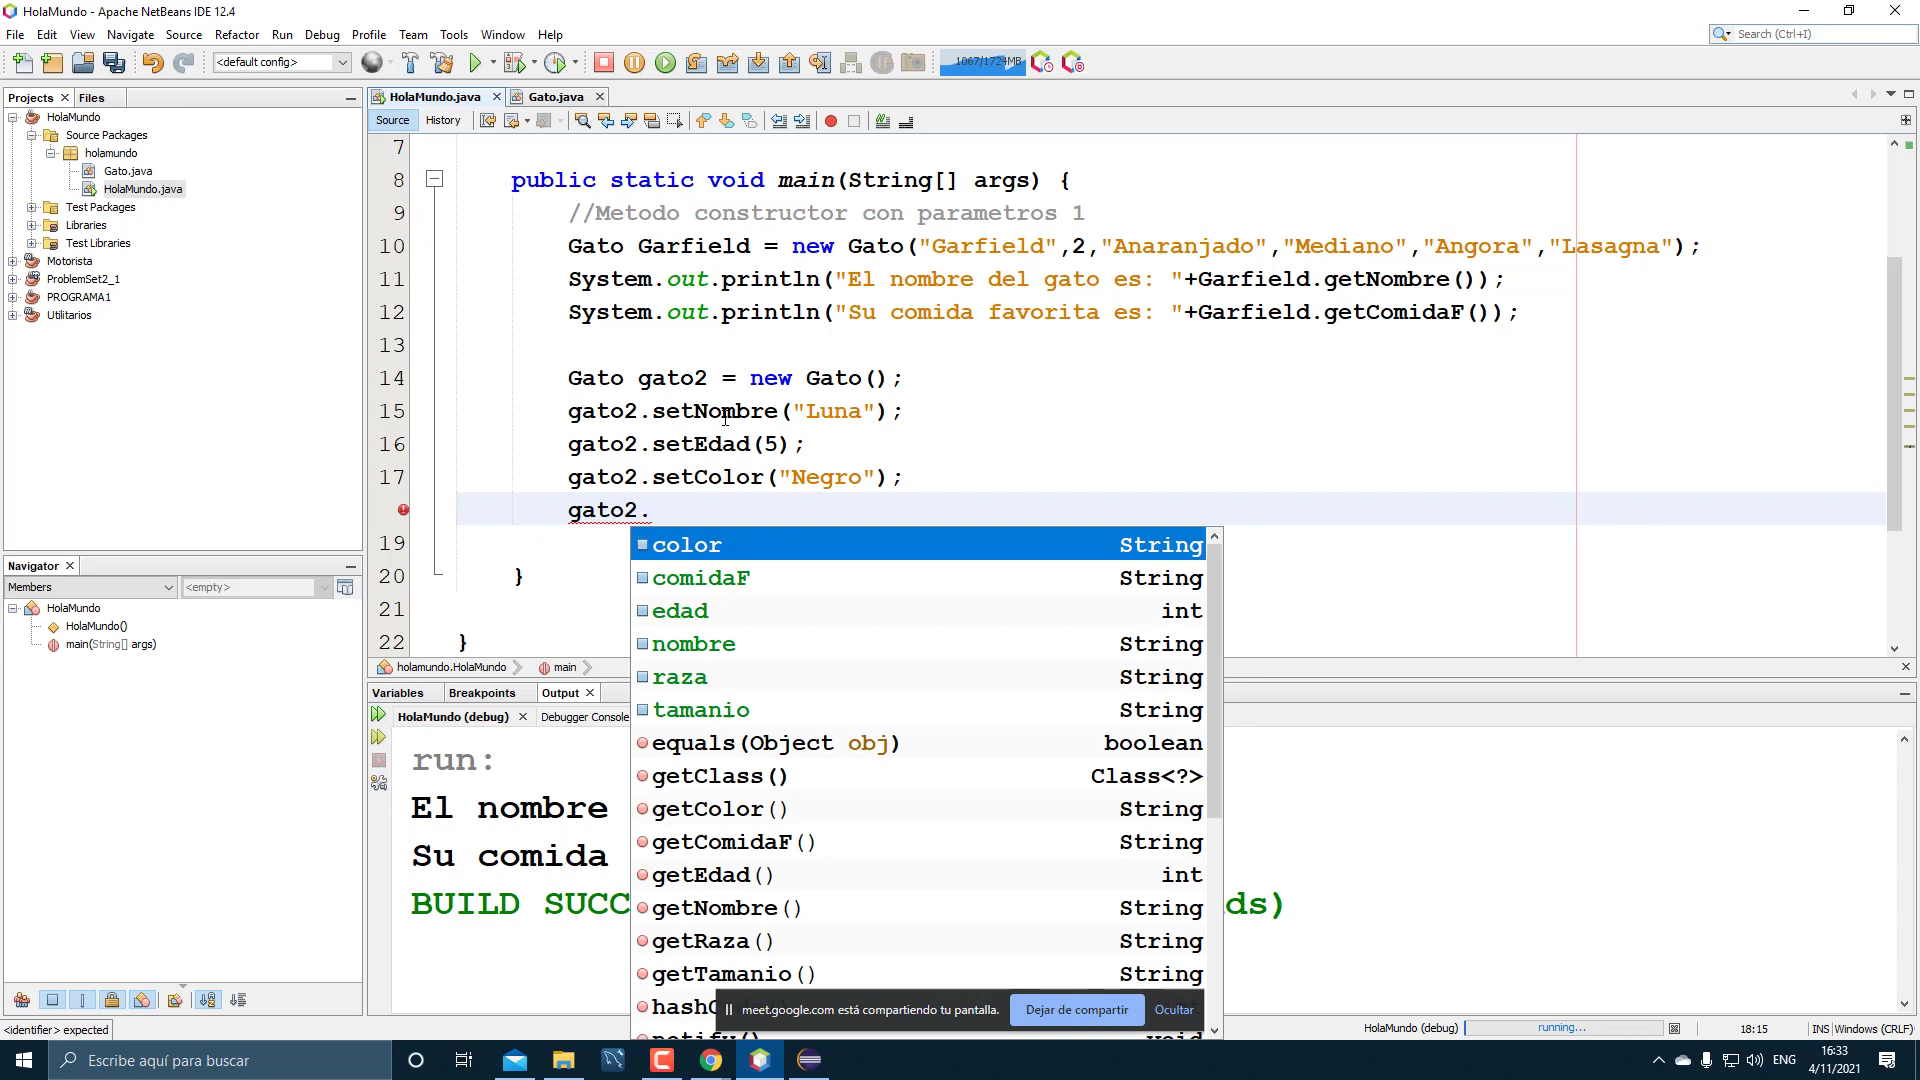 HolaMundo - Apache NetBeans IDE 12.4
File Edit View Navigate Source Refactor Run Debug Profile Team Tools Window Help
Search (Ctrl+I)
<default config>
1067/1724MB
Projects Files
HolaMundo.java Gato.java
Source History
HolaMundo
Source Packages
holamundo
Gato.java
HolaMundo.java
Test Packages
Libraries
Test Libraries
Motorista
ProblemSet2_1
PROGRAMA1
Utilitarios
7
8 public static void main(String[] args) {
9 //Metodo constructor con parametros 1
10 Gato Garfield = new Gato("Garfield",2,"Anaranjado","Mediano","Angora","Lasagna");
11 System.out.println("El nombre del gato es: "+Garfield.getNombre());
12 System.out.println("Su comida favorita es: "+Garfield.getComidaF());
13
14 Gato gato2 = new Gato();
15 gato2.setNombre("Luna");
16 gato2.setEdad(5);
17 gato2.setColor("Negro");
gato2.
19
20 }
21
22 }
color String
comidaF String
edad int
nombre String
raza String
tamanio String
equals(Object obj) boolean
getClass() Class<?>
getColor() String
getComidaF() String
getEdad() int
getNombre() String
getRaza() String
getTamanio() String
Navigator
Members <empty>
HolaMundo
HolaMundo()
main(String[] args)
holamundo.HolaMundo main
Variables Breakpoints Output
HolaMundo (debug) Debugger Console
run:
El nombre
Su comida
BUILD SUCC ds)
meet.google.com está compartiendo tu pantalla. Dejar de compartir Ocultar
<identifier> expected
HolaMundo (debug) running... 18:15 INS Windows (CRLF)
Escribe aquí para buscar
ENG
16:33
4/11/2021